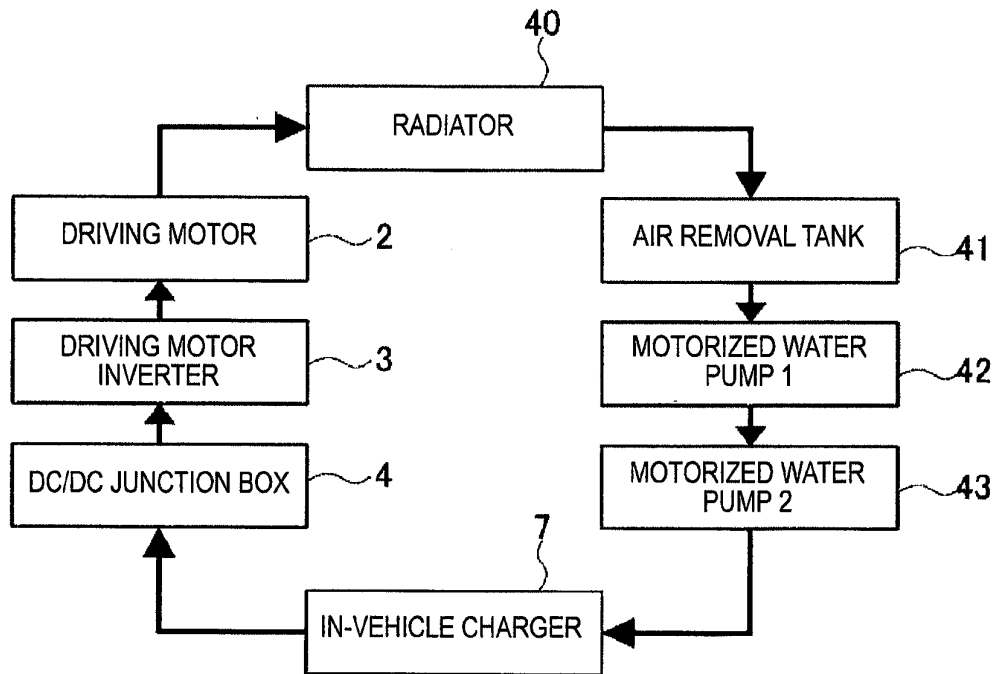 40
RADIATOR
DRIVING MOTOR
2
AIR REMOVAL TANK
41
DRIVING MOTOR
INVERTER
3
MOTORIZED WATER
PUMP 1
42
DC/DC JUNCTION BOX
4
MOTORIZED WATER
PUMP 2
43
7
IN-VEHICLE CHARGER